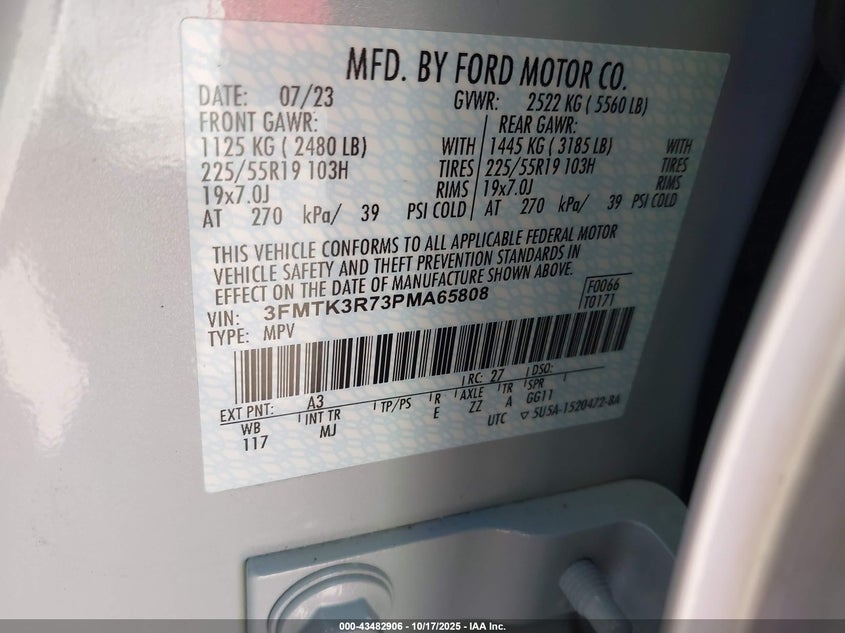 MFD. BY FORD MOTOR CO.
DATE: 07/23 GVWR: 2522 KG ( 5560 LB)
FRONT GAWR: REAR GAWR:
1125 KG ( 2480 LB) WITH 1445 KG ( 3185 LB) WITH
225/55R19 103H TIRES 225/55R19 103H TIRES
19x7.0J RIMS 19x7.0J RIMS
AT 270 kPa/ 39 PSI COLD AT 270 kPa/ 39 PSI COLD
THIS VEHICLE CONFORMS TO ALL APPLICABLE FEDERAL MOTOR
VEHICLE SAFETY AND THEFT PREVENTION STANDARDS IN
EFFECT ON THE DATE OF MANUFACTURE SHOWN ABOVE.
VIN: 3FMTK3R73PMA65808 F0066
TYPE: MPV T0171
EXT PNT: A3 RC: 27 DSO:
WB INT TR TP/PS R AXLE TR SPR
117 MJ E ZZ A GG11
UTC ▽ 5U5A-1520472-BA
000-43482906 - 10/17/2025 - IAA Inc.